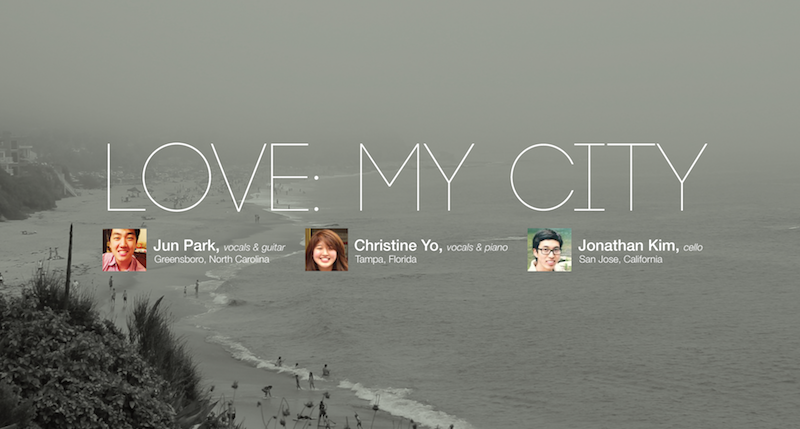 LOVE: MY CITY
Jun Park, vocals & guitar
Greensboro, North Carolina
Christine Yo, vocals & piano
Tampa, Florida
Jonathan Kim, cello
San Jose, California